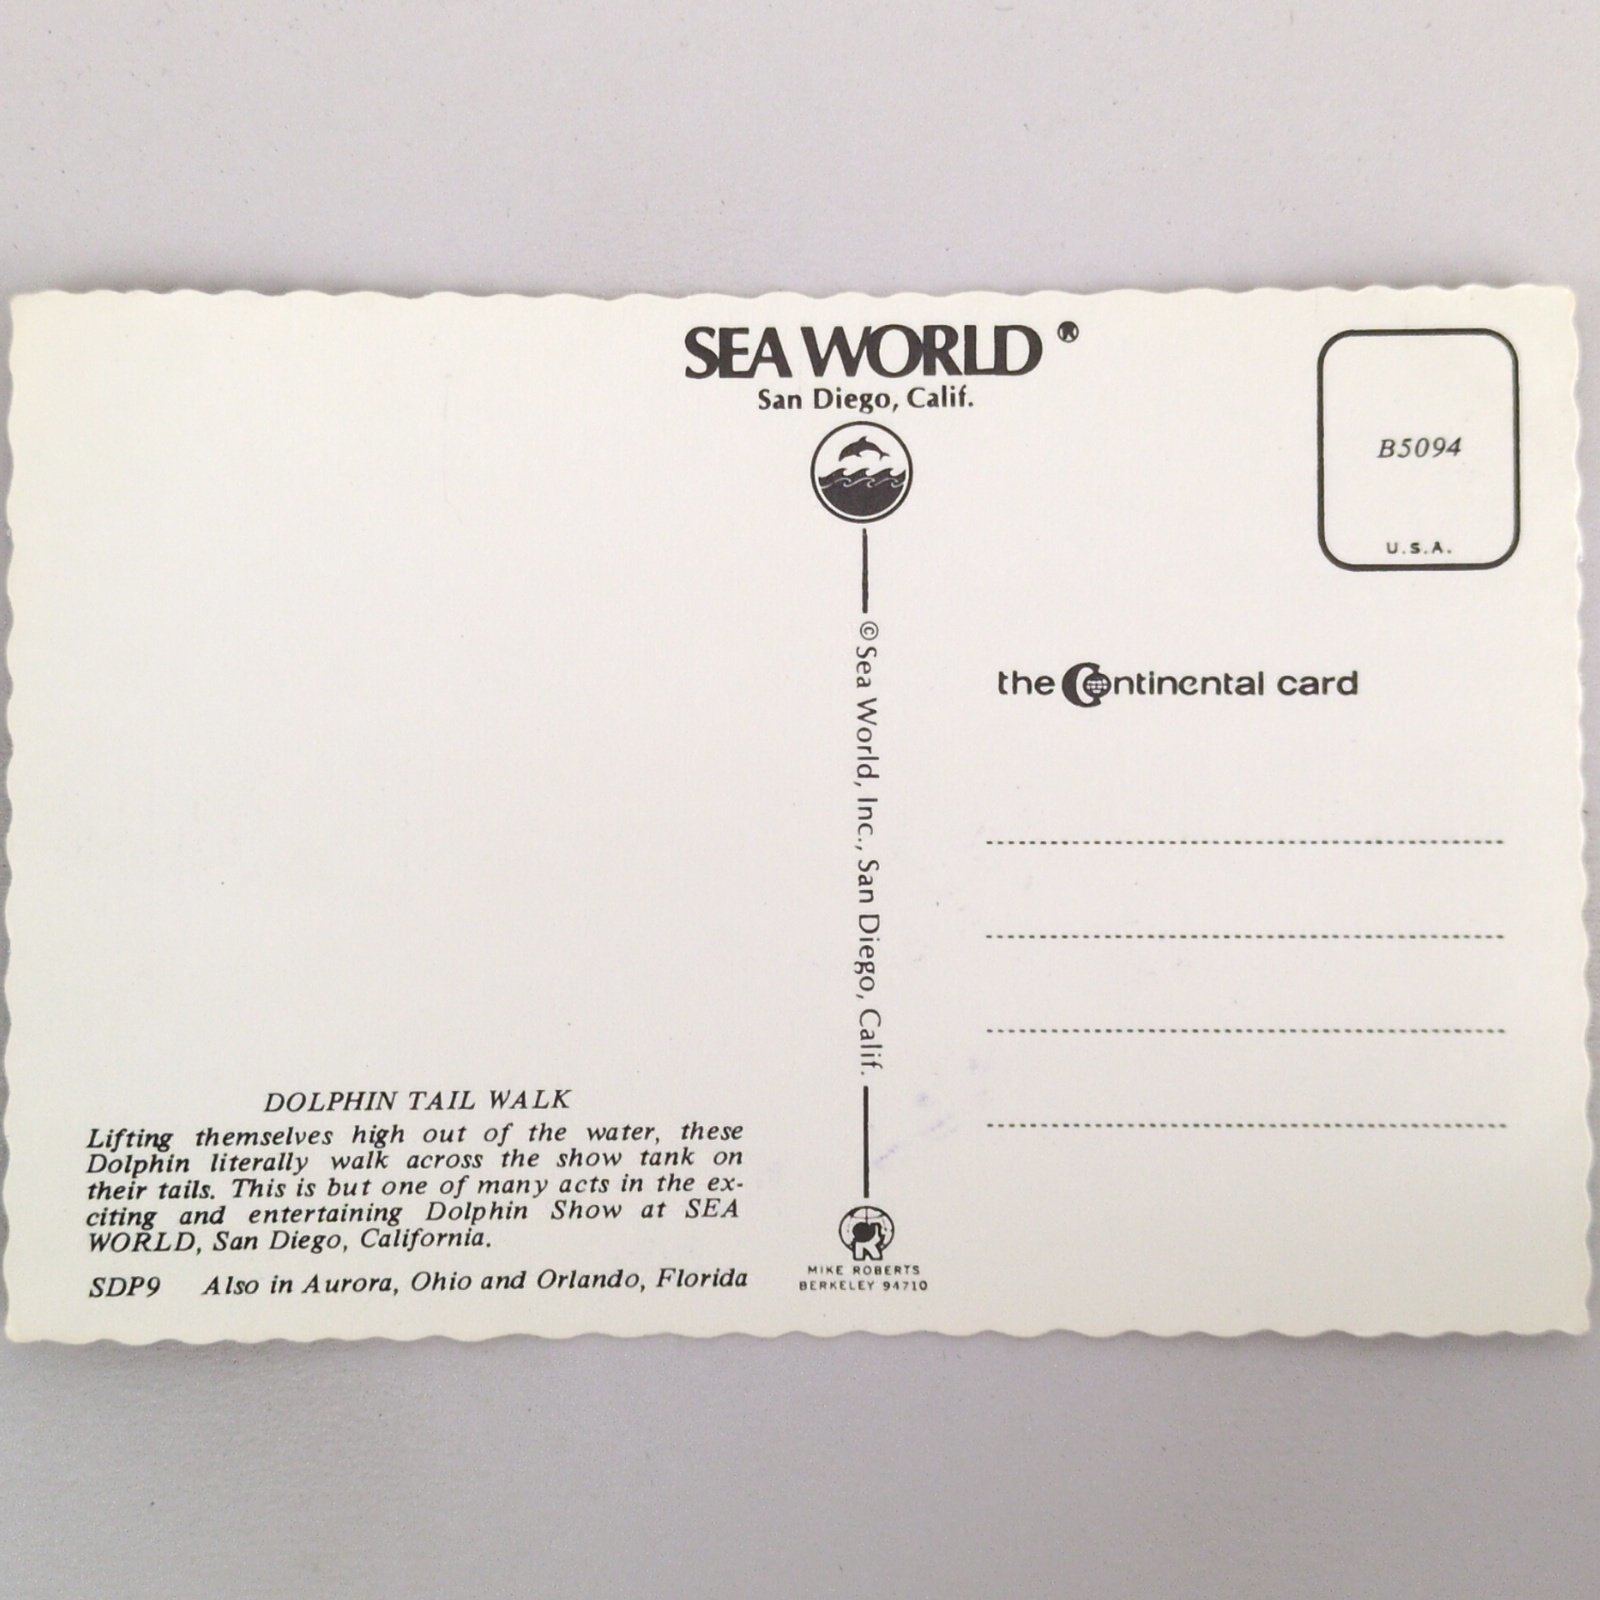 SEA WORLD ®
San Diego, Calif.
B5094
U.S.A.
© Sea World, Inc., San Diego, Calif.
the Continental card
DOLPHIN TAIL WALK
Lifting themselves high out of the water, these
Dolphin literally walk across the show tank on
their tails. This is but one of many acts in the ex-
citing and entertaining Dolphin Show at SEA
WORLD, San Diego, California.
SDP9 Also in Aurora, Ohio and Orlando, Florida
MIKE ROBERTS
BERKELEY 94710